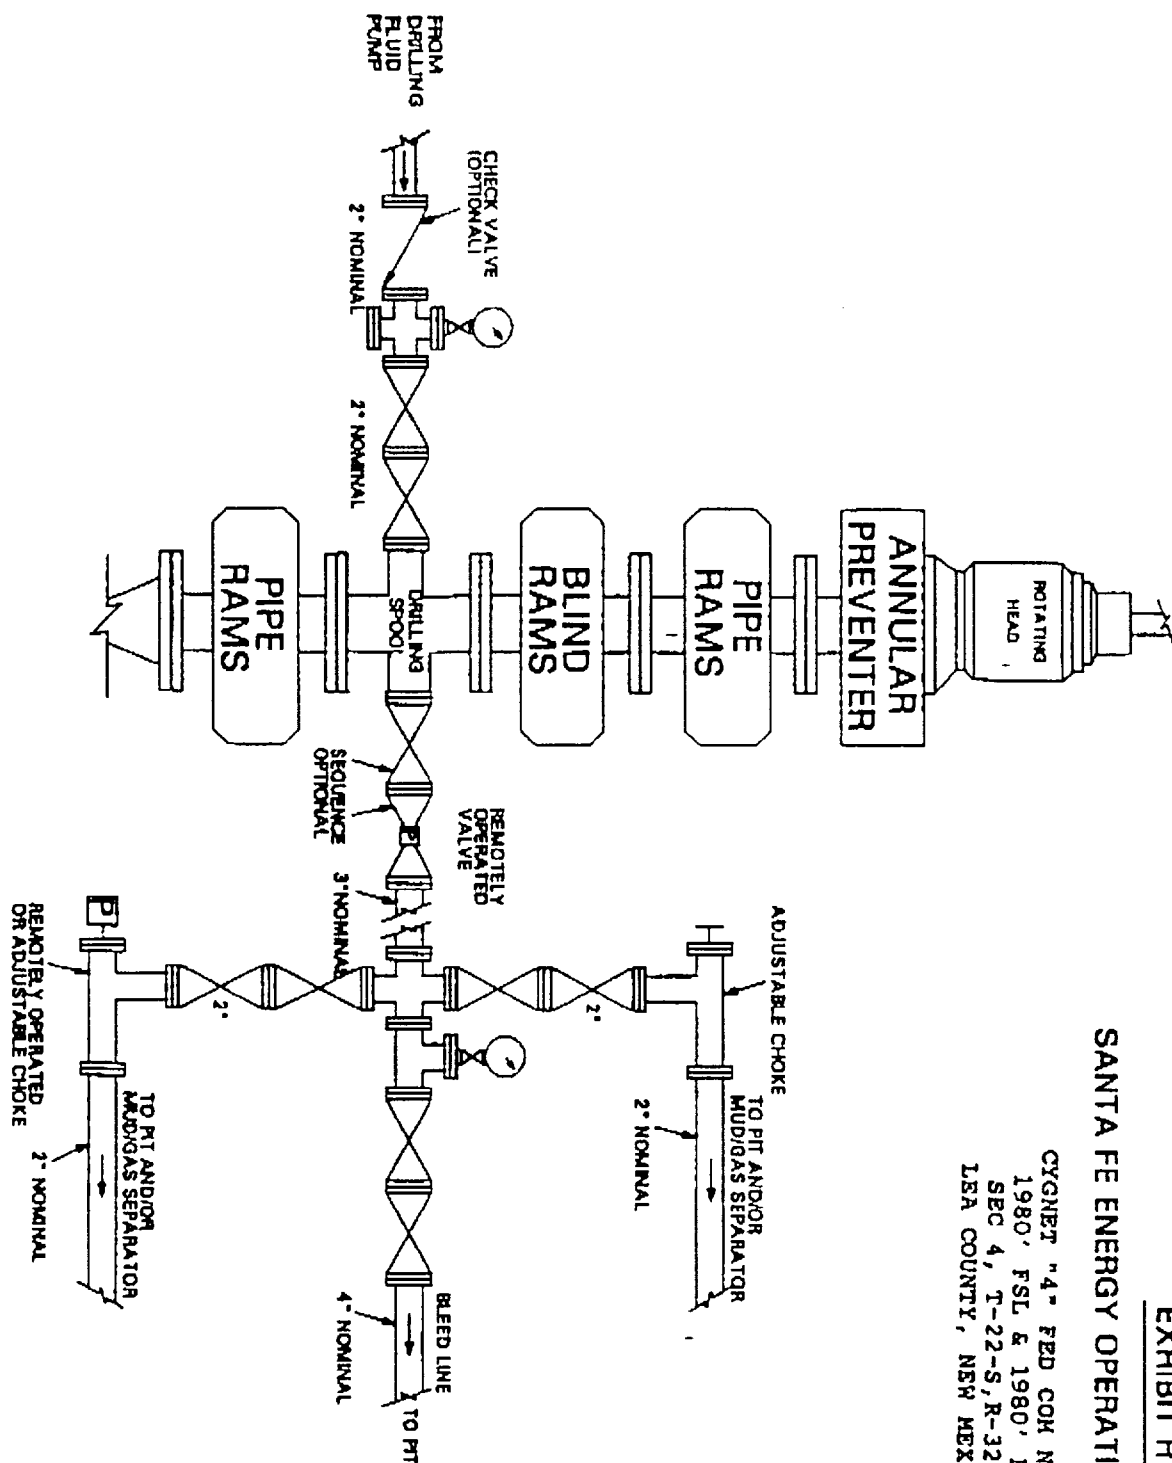 EXHIBIT H
SANTA FE ENERGY OPERATI
CYGNET "4" FED COM N
1980' FSL & 1980'
SEC 4, T-22-S, R-32
LEA COUNTY, NEW MEX
ROTATING
HEAD
ANNULAR
PREVENTER
PIPE
RAMS
BLIND
RAMS
DRILLING
SPOOL
PIPE
RAMS
FROM
DRILLING
FLUID
PUMP
CHECK VALVE
(OPTIONAL)
2" NOMINAL
2" NOMINAL
SEQUENCE
OPTIONAL
P
REMOTELY
OPERATED
VALVE
3" NOMINAL
ADJUSTABLE CHOKE
2"
TO PIT AND/OR
MUD/GAS SEPARATOR
2" NOMINAL
BLEED LINE
4" NOMINAL
TO PIT
2"
P
REMOTELY OPERATED
OR ADJUSTABLE CHOKE
TO PIT AND/OR
MUD/GAS SEPARATOR
2" NOMINAL